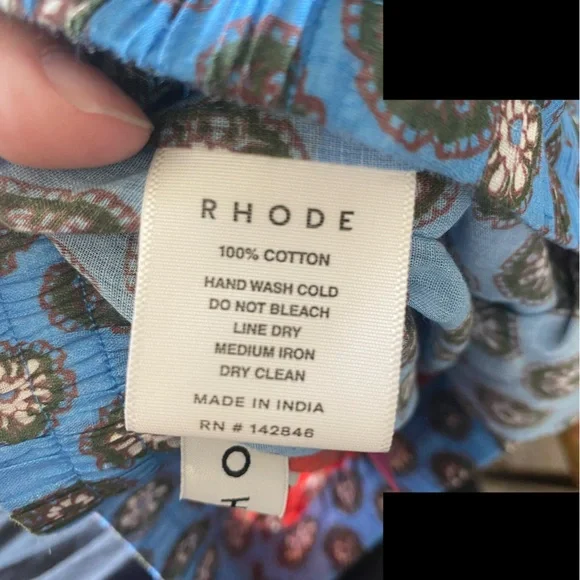 RHODE
100% COTTON
HAND WASH COLD
DO NOT BLEACH
LINE DRY
MEDIUM IRON
DRY CLEAN
MADE IN INDIA
RN # 142846
O